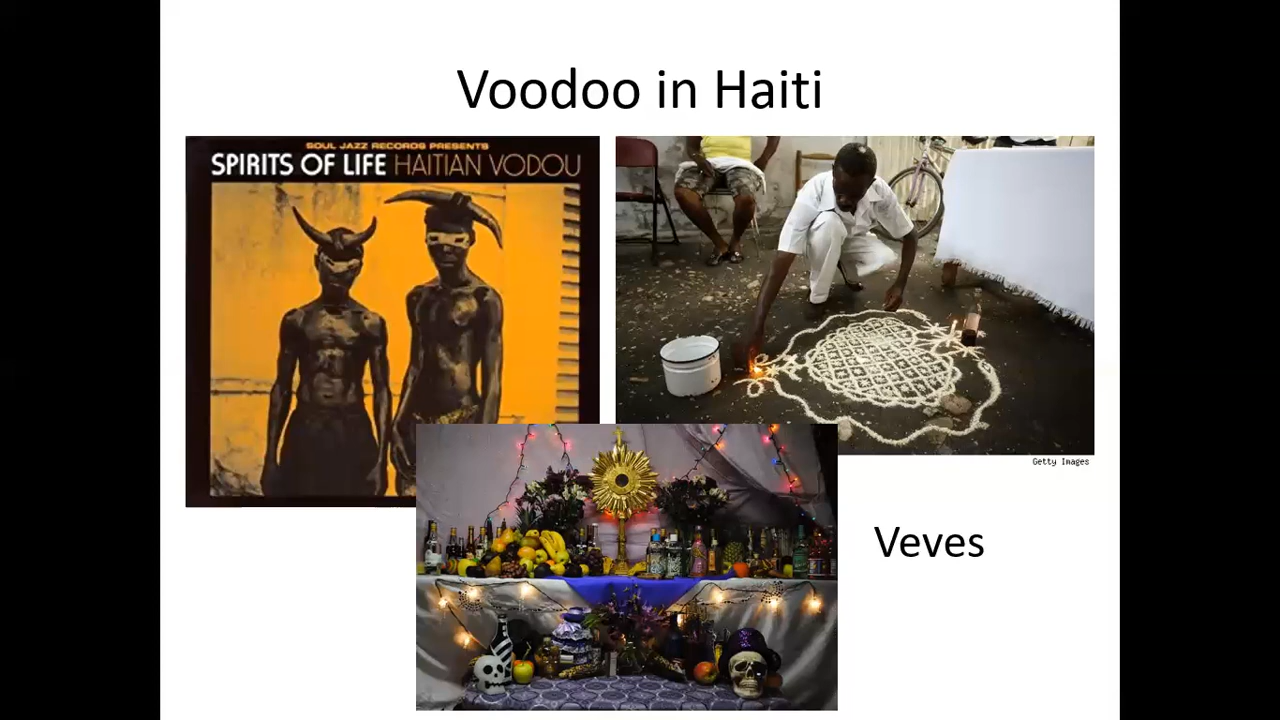 Voodoo in Haiti
SOUL JAZZ RECORDS PRESENTS
SPIRITS OF LIFE HAITIAN VODOU
Getty Images
Veves